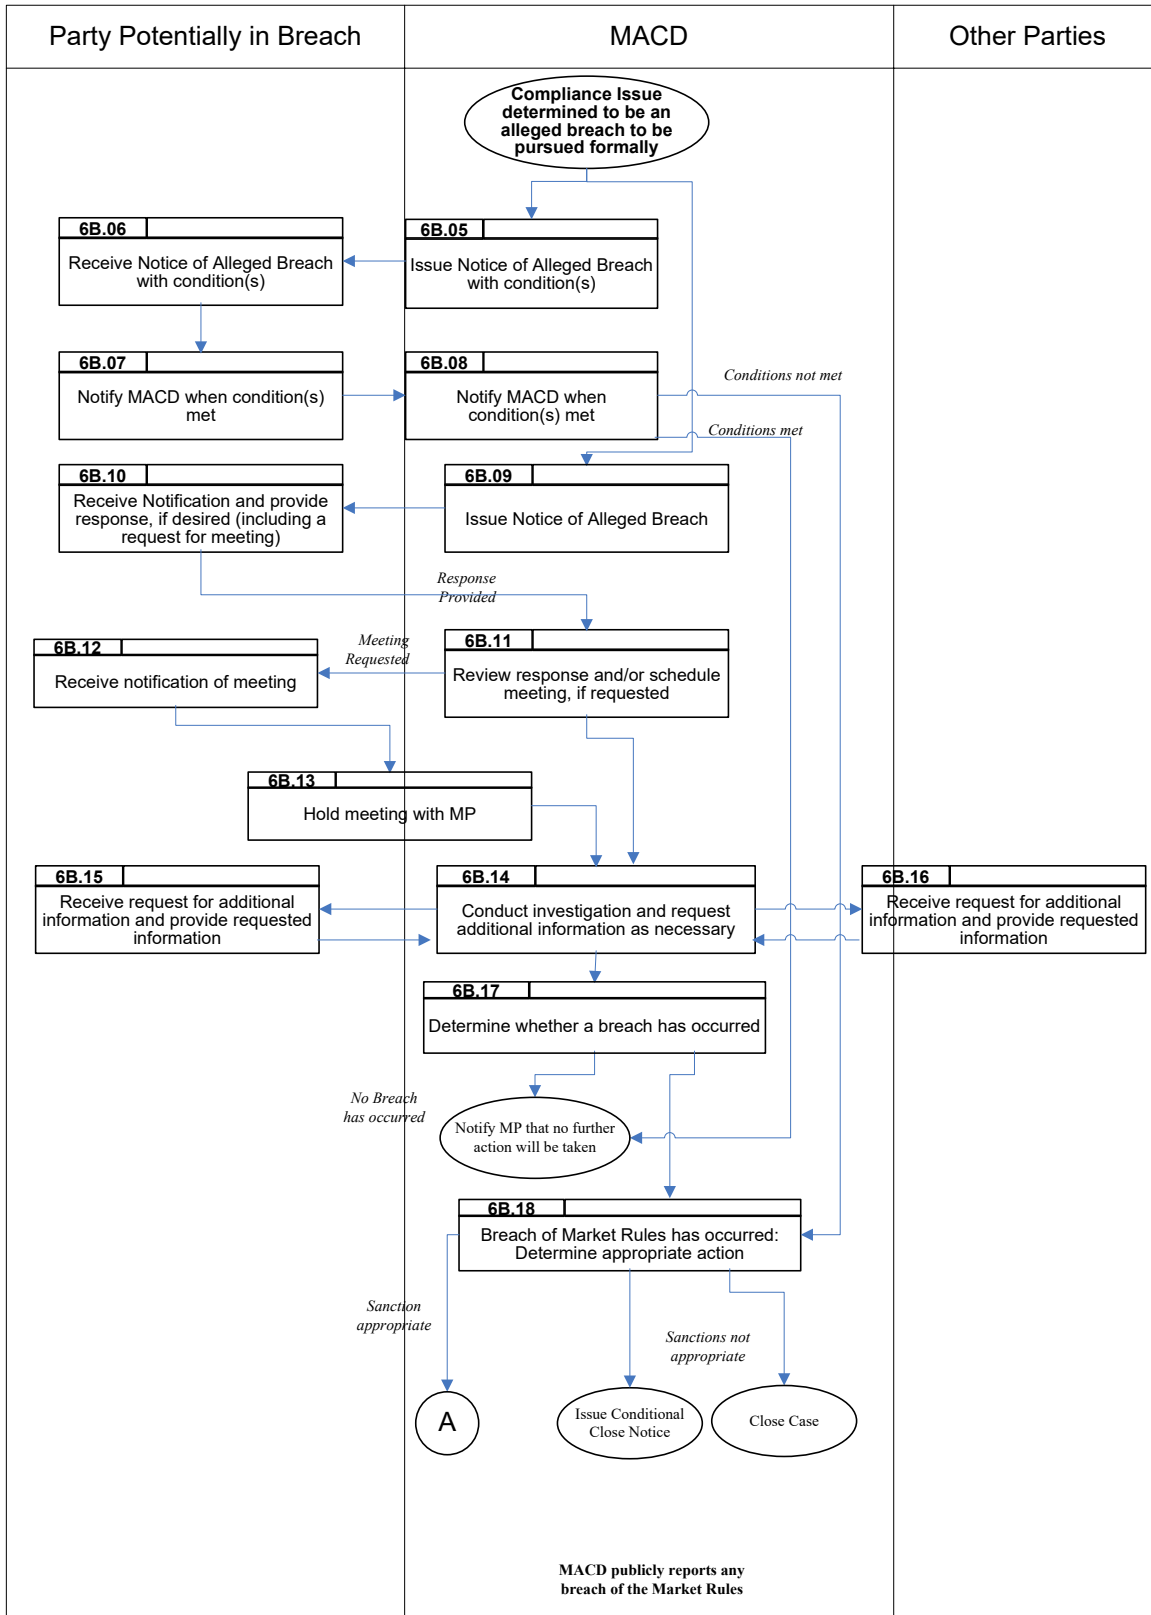 Party Potentially in Breach
MACD
Other Parties
Compliance Issue
determined to be an
alleged breach to be
pursued formally
6B.06
Receive Notice of Alleged Breach
with condition(s)
6B.05
Issue Notice of Alleged Breach
with condition(s)
6B.07
Notify MACD when condition(s)
met
6B.08
Notify MACD when
condition(s) met
Conditions not met
Conditions met
6B.10
Receive Notification and provide
response, if desired (including a
request for meeting)
6B.09
Issue Notice of Alleged Breach
Response
Provided
6B.12
Receive notification of meeting
Meeting
Requested
6B.11
Review response and/or schedule
meeting, if requested
6B.13
Hold meeting with MP
6B.15
Receive request for additional
information and provide requested
information
6B.14
Conduct investigation and request
additional information as necessary
6B.16
Receive request for additional
information and provide requested
information
6B.17
Determine whether a breach has occurred
No Breach
has occurred
Notify MP that no further
action will be taken
6B.18
Breach of Market Rules has occurred:
Determine appropriate action
Sanction
appropriate
Sanctions not
appropriate
A
Issue Conditional
Close Notice
Close Case
MACD publicly reports any
breach of the Market Rules